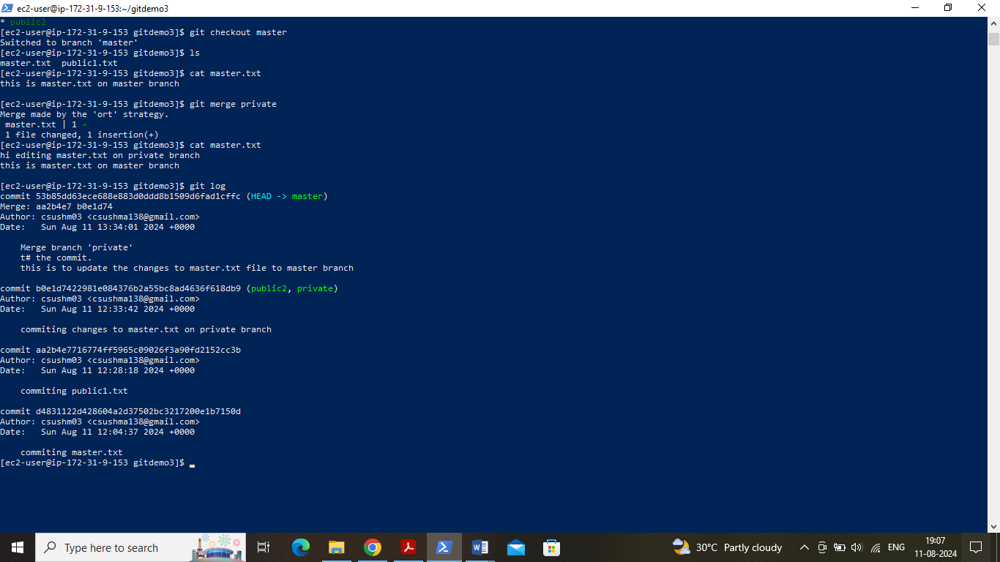 ec2-user@ip-172-31-9-153:~/gitdemo3
* public2
[ec2-user@ip-172-31-9-153 gitdemo3]$ git checkout master
Switched to branch 'master'
[ec2-user@ip-172-31-9-153 gitdemo3]$ ls
master.txt  public1.txt
[ec2-user@ip-172-31-9-153 gitdemo3]$ cat master.txt
this is master.txt on master branch

[ec2-user@ip-172-31-9-153 gitdemo3]$ git merge private
Merge made by the 'ort' strategy.
 master.txt | 1 +
 1 file changed, 1 insertion(+)
[ec2-user@ip-172-31-9-153 gitdemo3]$ cat master.txt
hi editing master.txt on private branch
this is master.txt on master branch

[ec2-user@ip-172-31-9-153 gitdemo3]$ git log
commit 53b85dd63ece688e883d0ddd8b1509d6fad1cffc (HEAD -> master)
Merge: aa2b4e7 b0e1d74
Author: csushm03 <csushma138@gmail.com>
Date:   Sun Aug 11 13:34:01 2024 +0000

    Merge branch 'private'
    t# the commit.
    this is to update the changes to master.txt file to master branch

commit b0e1d7422981e084376b2a55bc8ad4636f618db9 (public2, private)
Author: csushm03 <csushma138@gmail.com>
Date:   Sun Aug 11 12:33:42 2024 +0000

    commiting changes to master.txt on private branch

commit aa2b4e7716774ff5965c09026f3a90fd2152cc3b
Author: csushm03 <csushma138@gmail.com>
Date:   Sun Aug 11 12:28:18 2024 +0000

    commiting public1.txt

commit d4831122d428604a2d37502bc3217200e1b7150d
Author: csushm03 <csushma138@gmail.com>
Date:   Sun Aug 11 12:04:37 2024 +0000

    commiting master.txt
[ec2-user@ip-172-31-9-153 gitdemo3]$
Type here to search
30°C Partly cloudy
ENG
19:07
11-08-2024